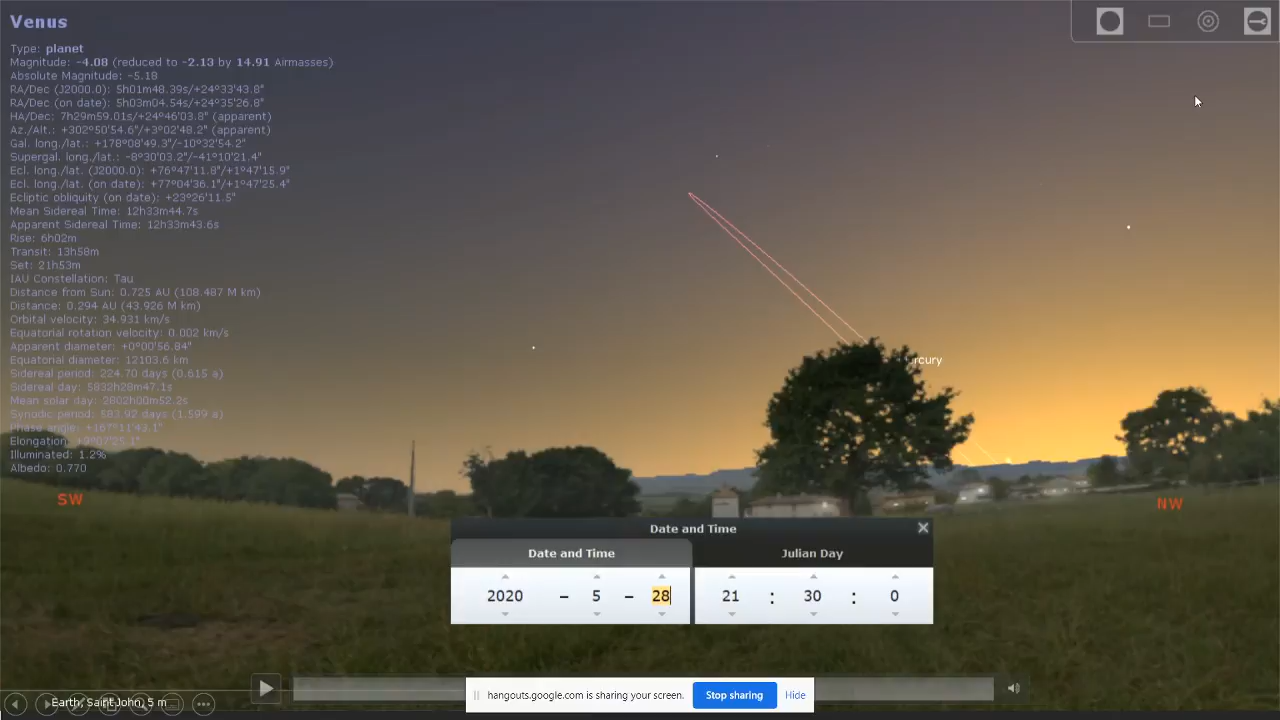 Venus
Type: planet
Magnitude: -4.08 (reduced to -2.13 by 14.91 Airmasses)
Absolute Magnitude: -5.18
RA/Dec (J2000.0): 5h01m48.39s/+24°33'43.8"
RA/Dec (on date): 5h03m04.54s/+24°35'26.8"
HA/Dec: 7h29m59.01s/+24°46'03.8" (apparent)
Az./Alt.: +302°50'54.6"/+3°02'48.2" (apparent)
Gal. long./lat.: +178°08'49.3"/-10°32'54.2"
Supergal. long./lat.: -8°30'03.2"/-41°10'21.4"
Ecl. long./lat. (J2000.0): +76°47'11.8"/+1°47'15.9"
Ecl. long./lat. (on date): +77°04'36.1"/+1°47'25.4"
Ecliptic obliquity (on date): +23°26'11.5"
Mean Sidereal Time: 12h33m44.7s
Apparent Sidereal Time: 12h33m43.6s
Rise: 6h02m
Transit: 13h58m
Set: 21h53m
IAU Constellation: Tau
Distance from Sun: 0.725 AU (108.487 M km)
Distance: 0.294 AU (43.926 M km)
Orbital velocity: 34.931 km/s
Equatorial rotation velocity: 0.002 km/s
Apparent diameter: +0°00'56.84"
Equatorial diameter: 12103.6 km
Sidereal period: 224.70 days (0.615 a)
Sidereal day: 5832h28m47.1s
Mean solar day: 2802h00m52.2s
Synodic period: 583.92 days (1.599 a)
Phase angle: +167°11'43.1"
Elongation: +9°07'25.1"
Illuminated: 1.2%
Albedo: 0.770
rcury
SW
NW
Date and Time
Date and Time Julian Day
2020 - 5 - 28 21 : 30 : 0
hangouts.google.com is sharing your screen. Stop sharing Hide
Earth, Saint John, 5 m